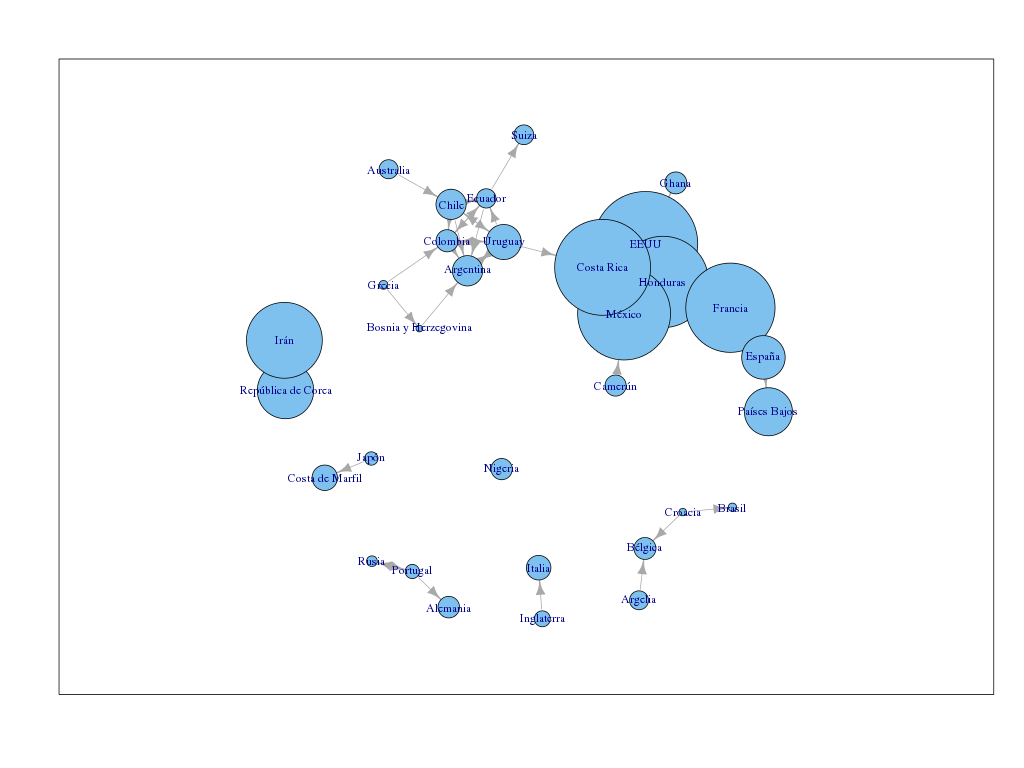 Suiza
Australia
Ghana
Ecuador
Chile
Colombia
Uruguay
EEUU
Costa Rica
Argentina
Honduras
Grecia
Francia
México
Bosnia y Herzegovina
Irán
España
Camerún
República de Corea
Países Bajos
Japón
Nigeria
Costa de Marfil
Brasil
Croacia
Bélgica
Rusia
Portugal
Italia
Argelia
Alemania
Inglaterra